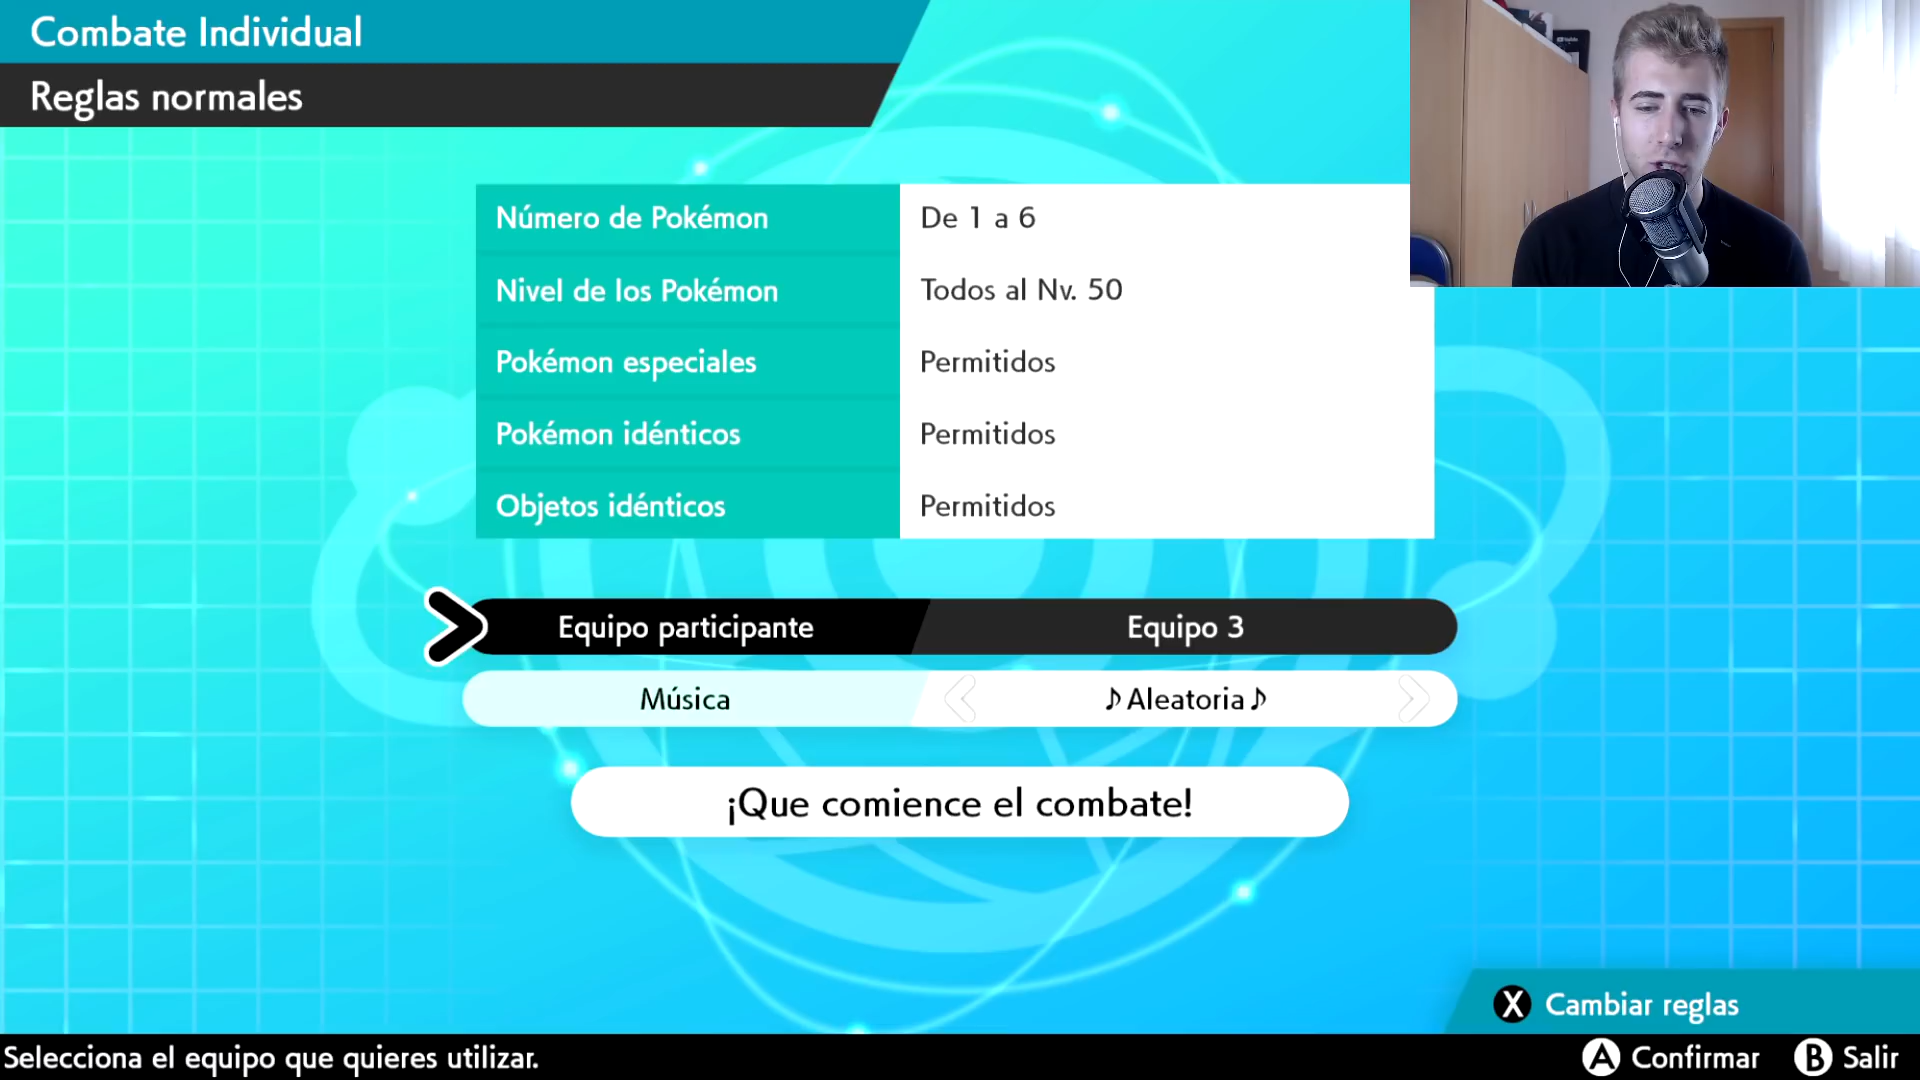 Combate Individual
Reglas normales
Número de Pokémon De 1 a 6
Nivel de los Pokémon Todos al Nv. 50
Pokémon especiales Permitidos
Pokémon idénticos Permitidos
Objetos idénticos Permitidos
Equipo participante Equipo 3
Música ♪Aleatoria♪
¡Que comience el combate!
X Cambiar reglas
Selecciona el equipo que quieres utilizar. A Confirmar B Salir